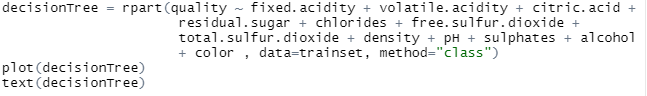 decisionTree = rpart(quality ~ fixed.acidity + volatile.acidity + citric.acid +
residual.sugar + chlorides + free.sulfur.dioxide +
total.sulfur.dioxide + density + pH + sulphates + alcohol
+ color , data=trainset, method="class")
plot(decisionTree)
text(decisionTree)